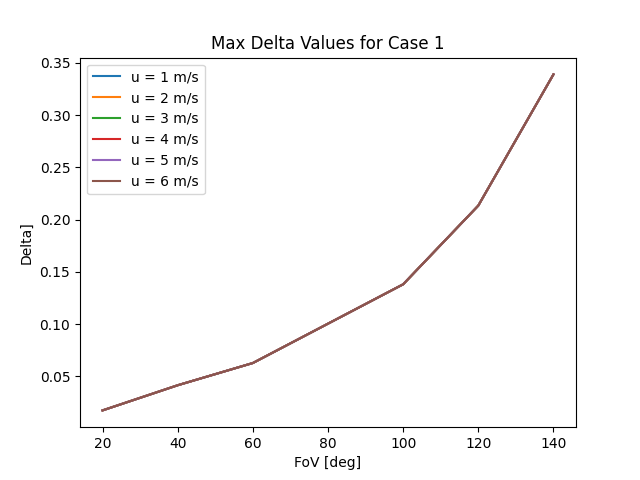 Max Delta Values for Case 1
0.35
0.30
0.25
0.20
0.15
0.10
0.05
Delta]
u = 1 m/s
u = 2 m/s
u = 3 m/s
u = 4 m/s
u = 5 m/s
u = 6 m/s
20 40 60 80 100 120 140
FoV [deg]